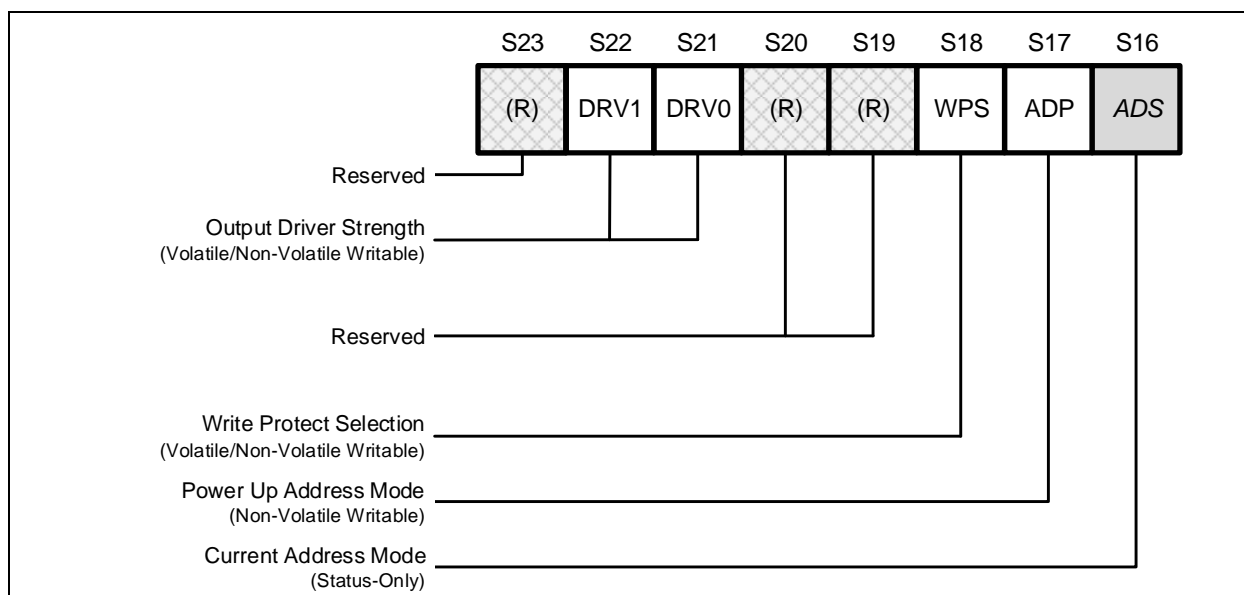 S23 S22 S21 S20 S19 S18 S17 S16
(R) DRV1 DRV0 (R) (R) WPS ADP ADS
Reserved
Output Driver Strength
(Volatile/Non-Volatile Writable)
Reserved
Write Protect Selection
(Volatile/Non-Volatile Writable)
Power Up Address Mode
(Non-Volatile Writable)
Current Address Mode
(Status-Only)